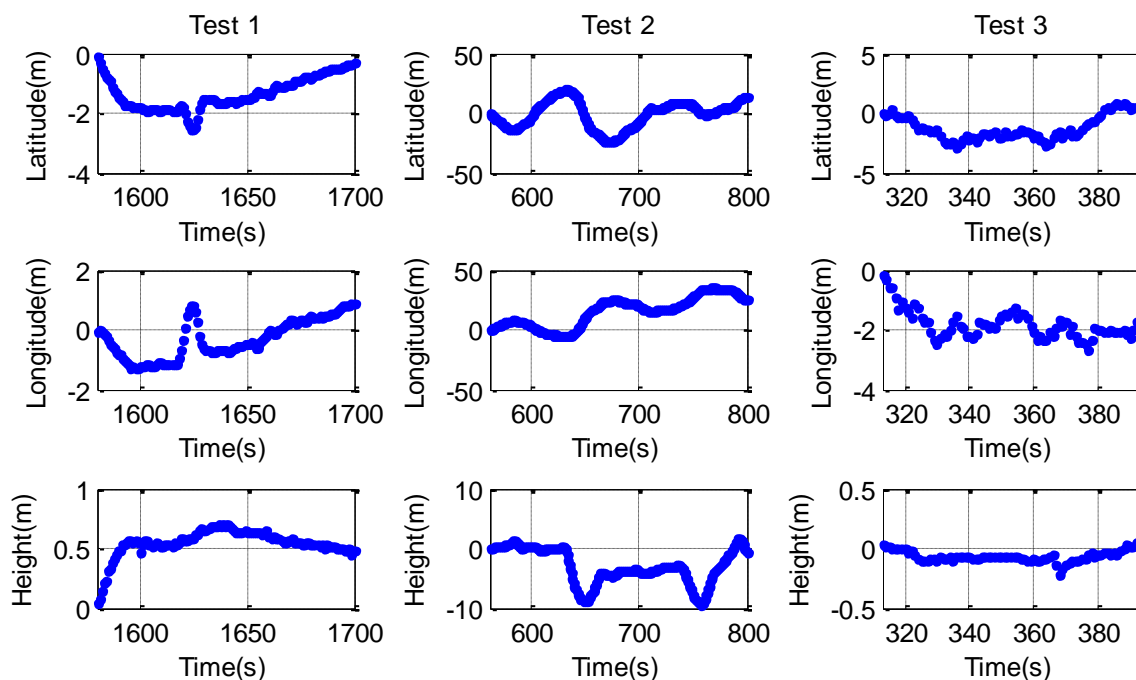 Test 1
Test 2
Test 3
Latitude(m)
0
-2
-4
1600
1650
1700
Time(s)
Latitude(m)
50
0
-50
600
700
800
Time(s)
Latitude(m)
5
0
-5
320
340
360
380
Time(s)
Longitude(m)
2
0
-2
1600
1650
1700
Time(s)
Longitude(m)
50
0
-50
600
700
800
Time(s)
Longitude(m)
0
-2
-4
320
340
360
380
Time(s)
Height(m)
1
0.5
0
1600
1650
1700
Time(s)
Height(m)
10
0
-10
600
700
800
Time(s)
Height(m)
0.5
0
-0.5
320
340
360
380
Time(s)